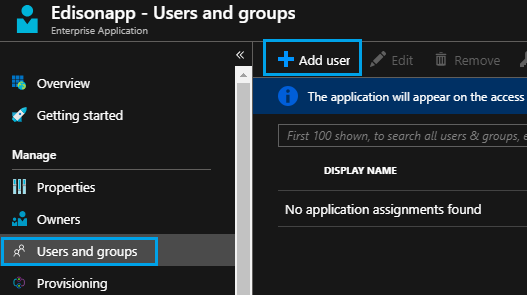 Edisonapp - Users and groups
Enterprise Application
«
Overview
Getting started
Manage
Properties
Owners
Users and groups
Provisioning
+ Add user
Edit
Remove
The application will appear on the access
First 100 shown, to search all users & groups, e
DISPLAY NAME
No application assignments found